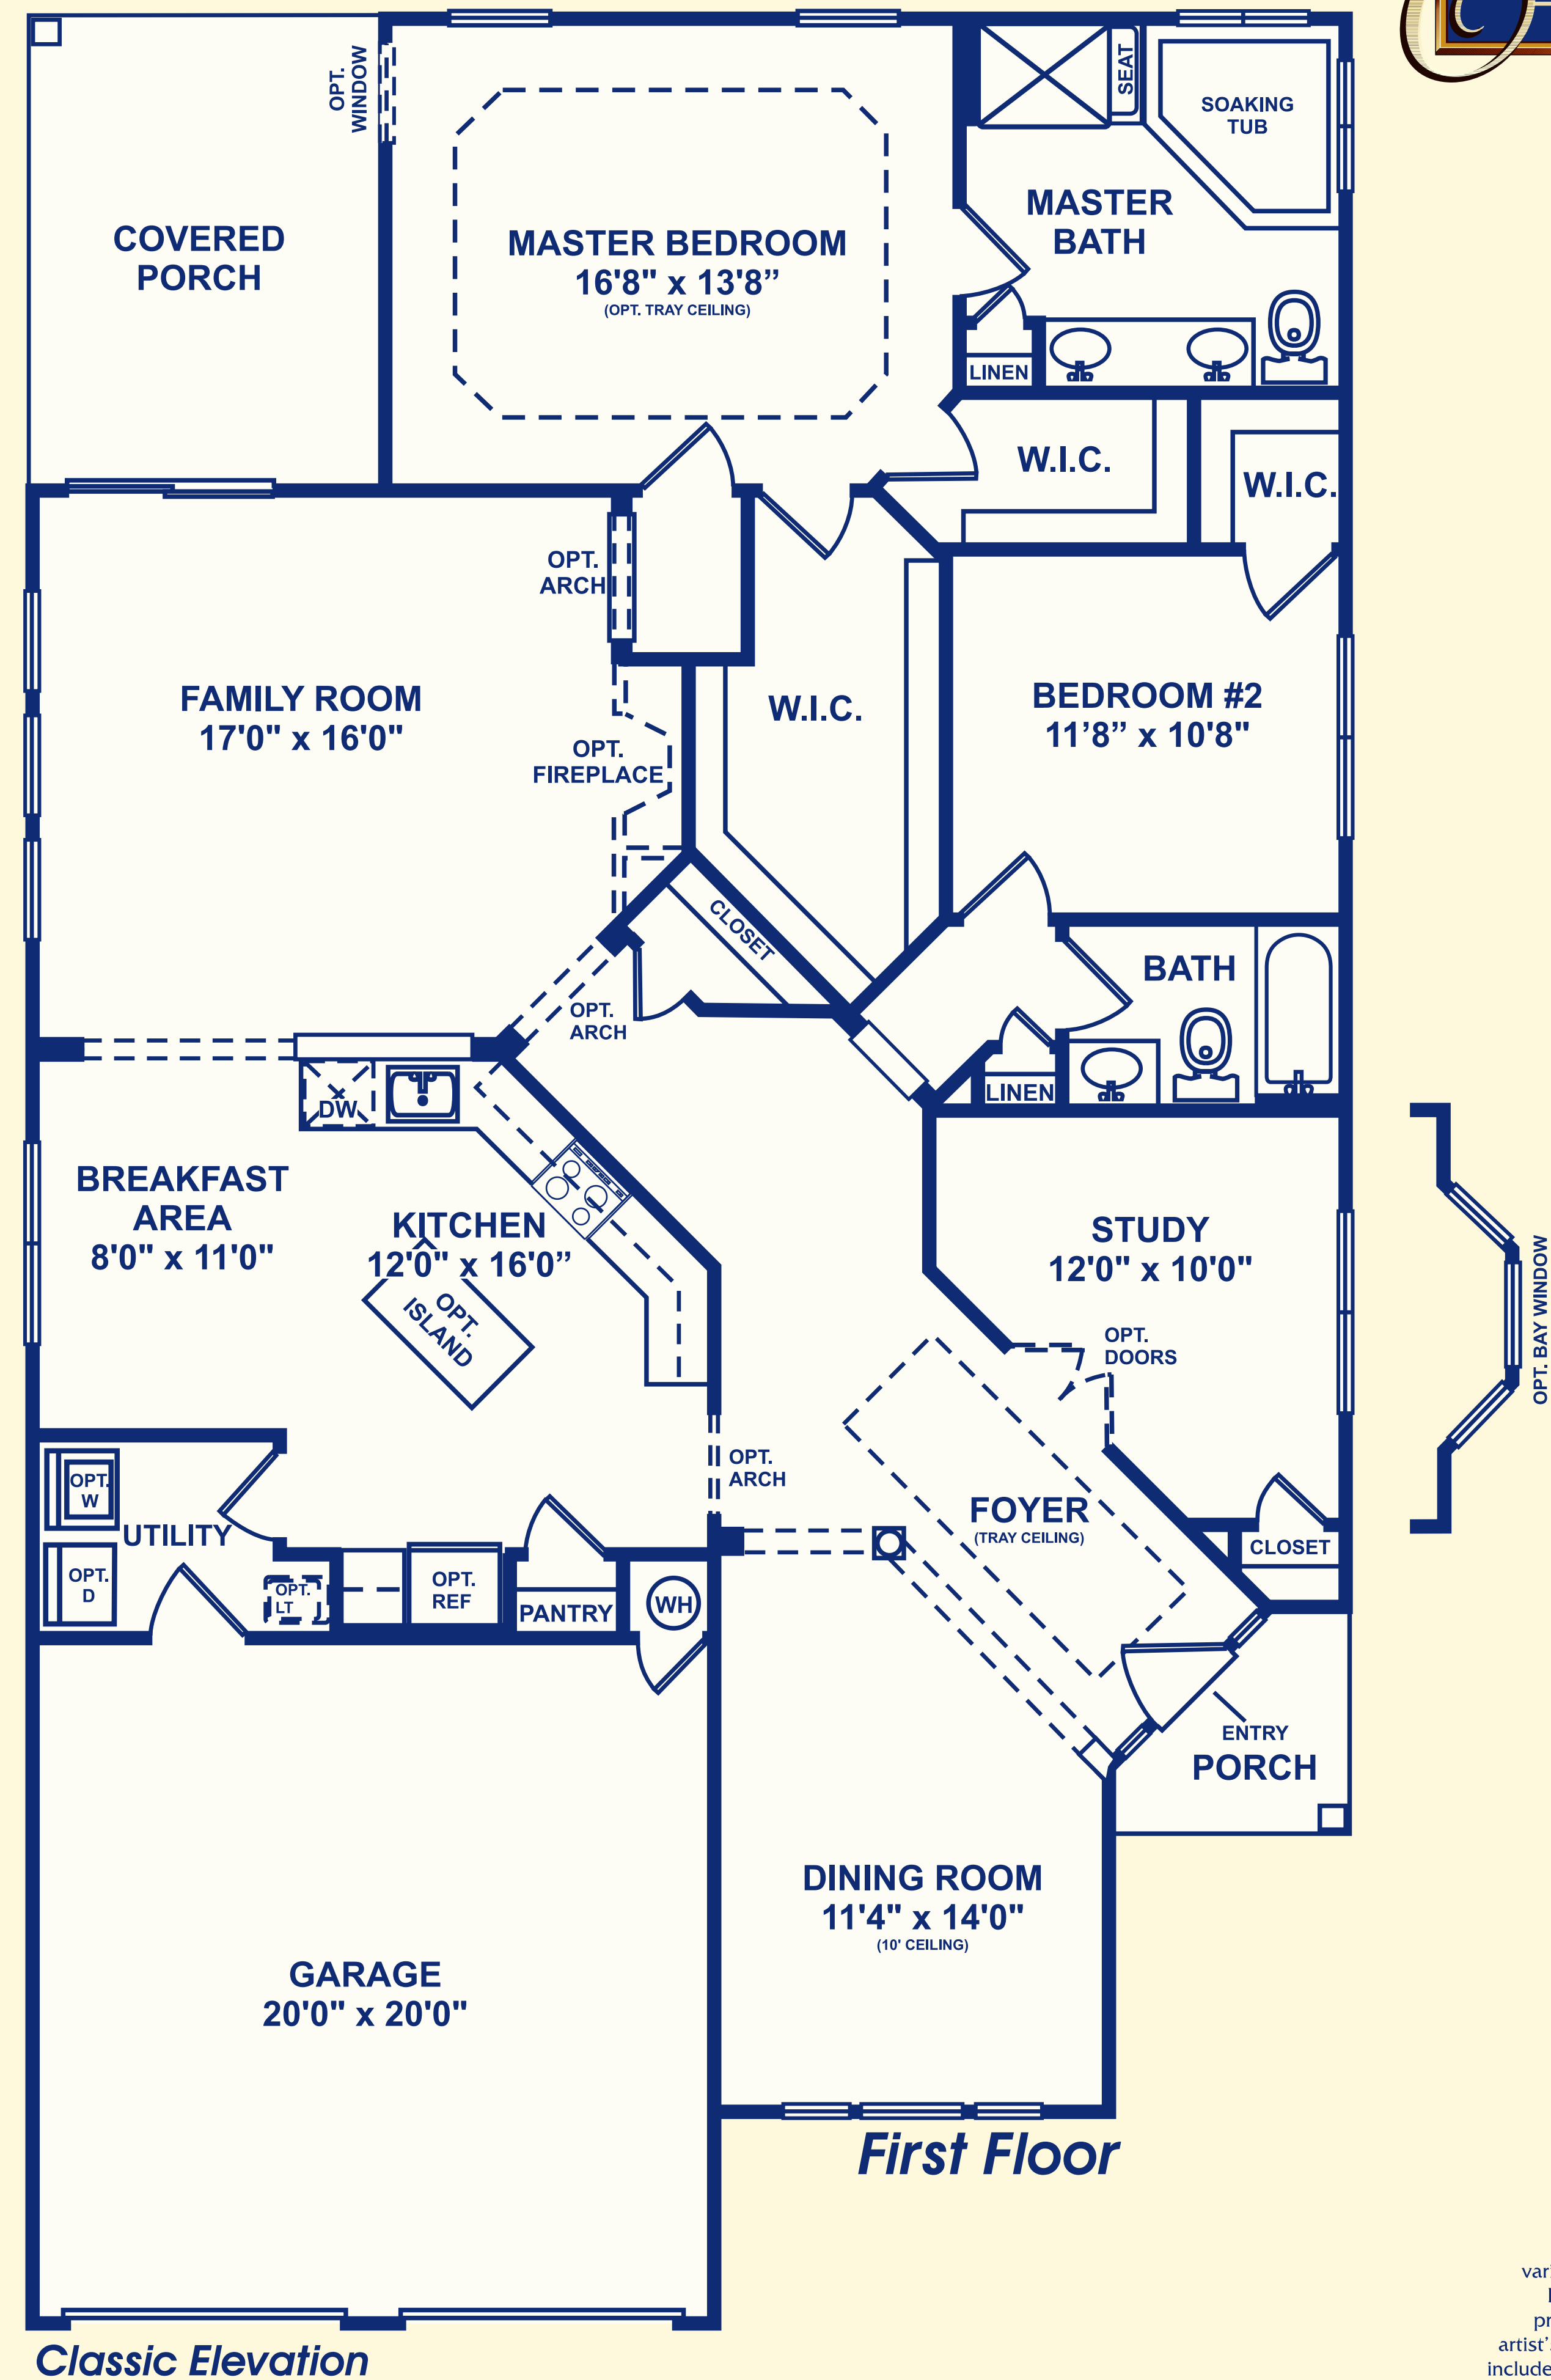 OPT.
WINDOW
SEAT
SOAKING
TUB
COVERED
PORCH
MASTER BEDROOM
16'8" x 13'8”
(OPT. TRAY CEILING)
MASTER
BATH
LINEN
W.I.C.
W.I.C.
OPT.
ARCH
FAMILY ROOM
17'0" x 16'0"
W.I.C.
BEDROOM #2
11’8” x 10'8"
OPT.
FIREPLACE
CLOSET
BATH
OPT.
ARCH
LINEN
DW
BREAKFAST
AREA
8'0" x 11'0"
KITCHEN
12'0" x 16'0”
OPT.
ISLAND
STUDY
12'0" x 10'0"
OPT. BAY WINDOW
OPT.
DOORS
OPT.
ARCH
OPT.
W
UTILITY
FOYER
(TRAY CEILING)
CLOSET
OPT.
D
OPT.
LT
OPT.
REF
PANTRY
WH
ENTRY
PORCH
DINING ROOM
11'4" x 14'0"
(10' CEILING)
GARAGE
20'0" x 20'0"
First Floor
Classic Elevation
include